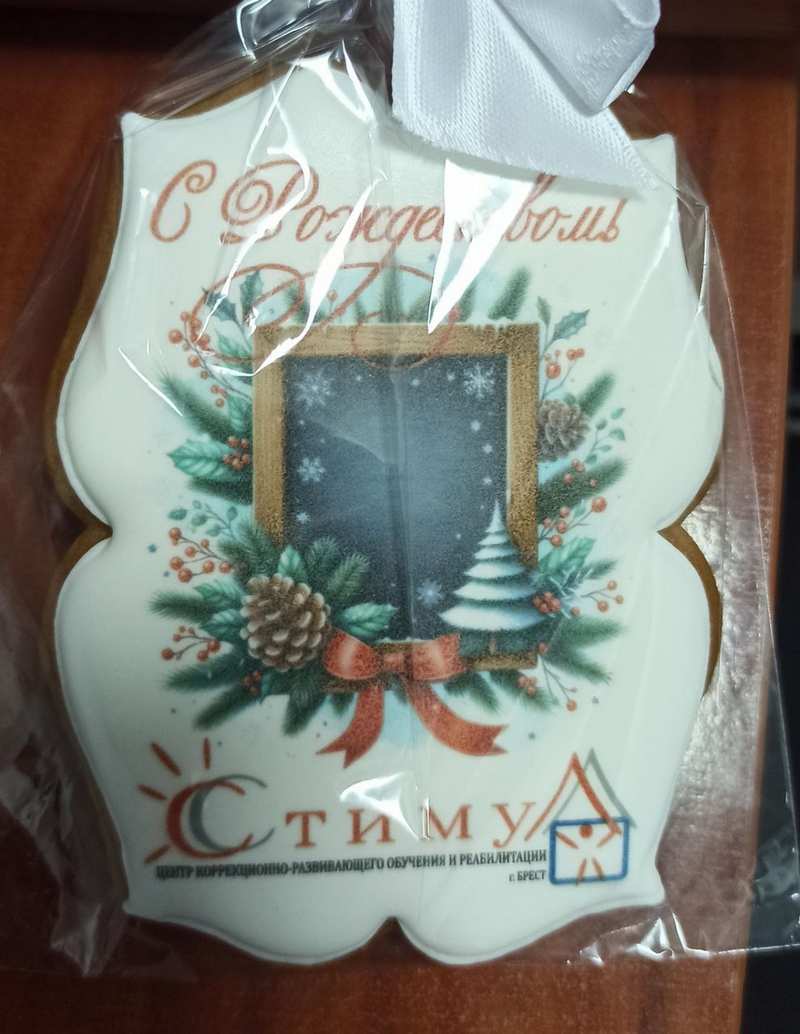 С Рождеством!
Стимул
ЦЕНТР КОРРЕКЦИОННО-РАЗВИВАЮЩЕГО ОБУЧЕНИЯ И РЕАБИЛИТАЦИИ
г. БРЕСТ